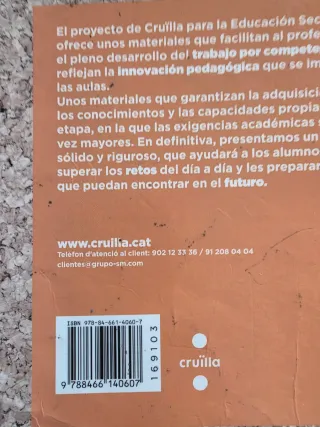 El proyecto de Cruïlla para la Educación Sec
ofrece unos materiales que facilitan al profe
el pleno desarrollo del trabajo por compete
reflejan la innovación pedagógica que se im
las aulas.
Unos materiales que garantizan la adquisici
los conocimientos y las capacidades propia
etapa, en la que las exigencias académicas s
vez mayores. En definitiva, presentamos un
sólido y riguroso, que ayudará a los alumno
superar los retos del día a día y les preparar
que puedan encontrar en el futuro.
www.cruilla.cat
Telèfon d'atenció al client: 902 12 33 38 / 91 208 04 04
clientes@grupo-sm.com
ISBN 978-84-661-4060-7
9 788466 140607
169103
cruïlla